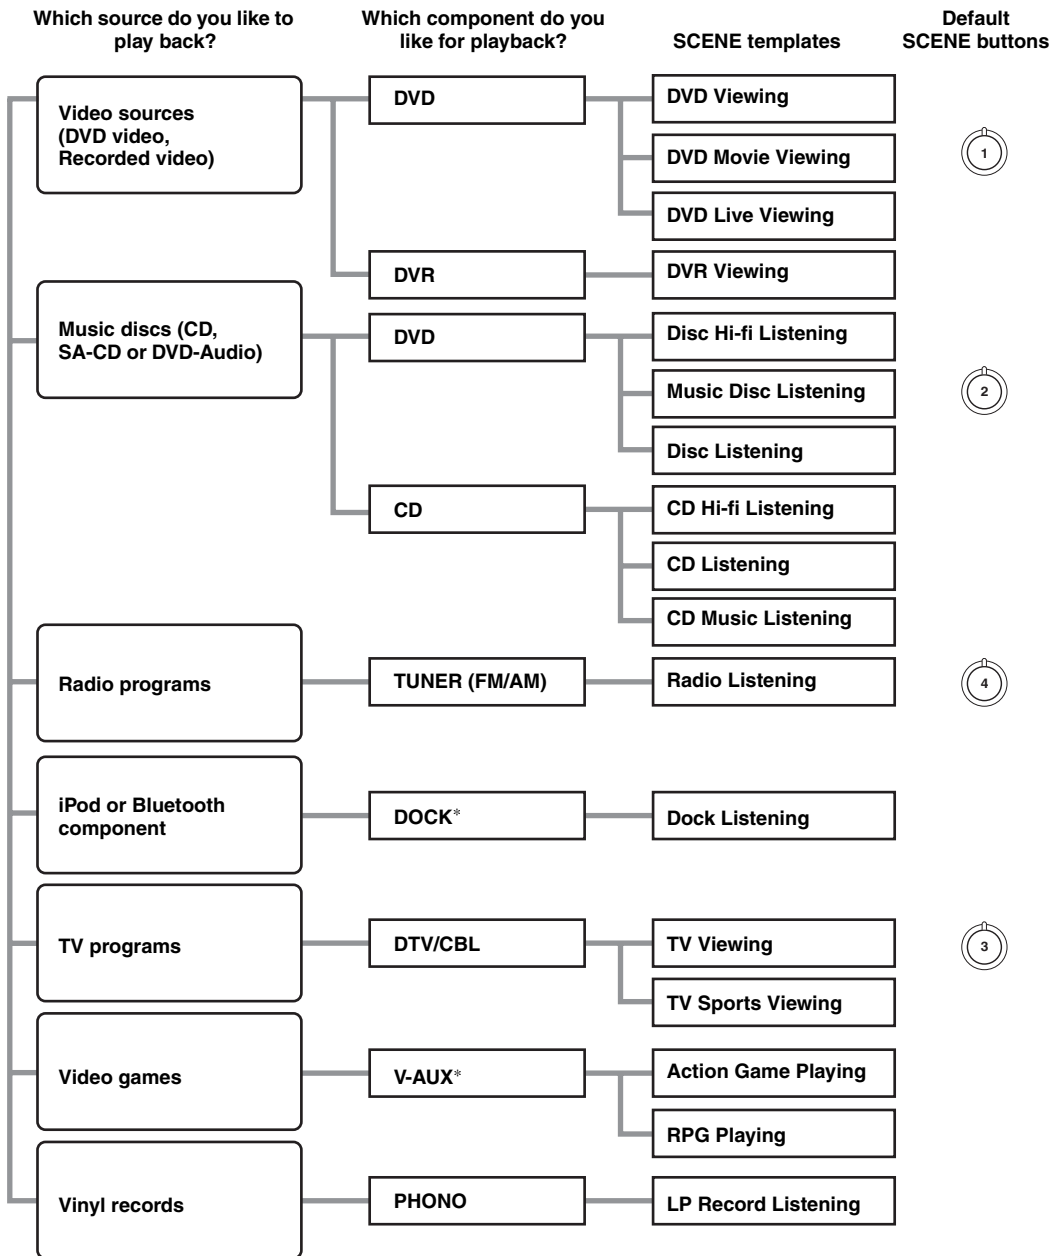 Which source do you like to
play back?
Which component do you
like for playback?
SCENE templates
Default
SCENE buttons
Video sources
(DVD video,
Recorded video)
DVD
DVD Viewing
DVD Movie Viewing
1
DVD Live Viewing
DVR
DVR Viewing
Music discs (CD,
SA-CD or DVD-Audio)
DVD
Disc Hi-fi Listening
Music Disc Listening
2
Disc Listening
CD
CD Hi-fi Listening
CD Listening
CD Music Listening
Radio programs
TUNER (FM/AM)
Radio Listening
4
iPod or Bluetooth
component
DOCK*
Dock Listening
TV programs
DTV/CBL
TV Viewing
3
TV Sports Viewing
Video games
V-AUX*
Action Game Playing
RPG Playing
Vinyl records
PHONO
LP Record Listening